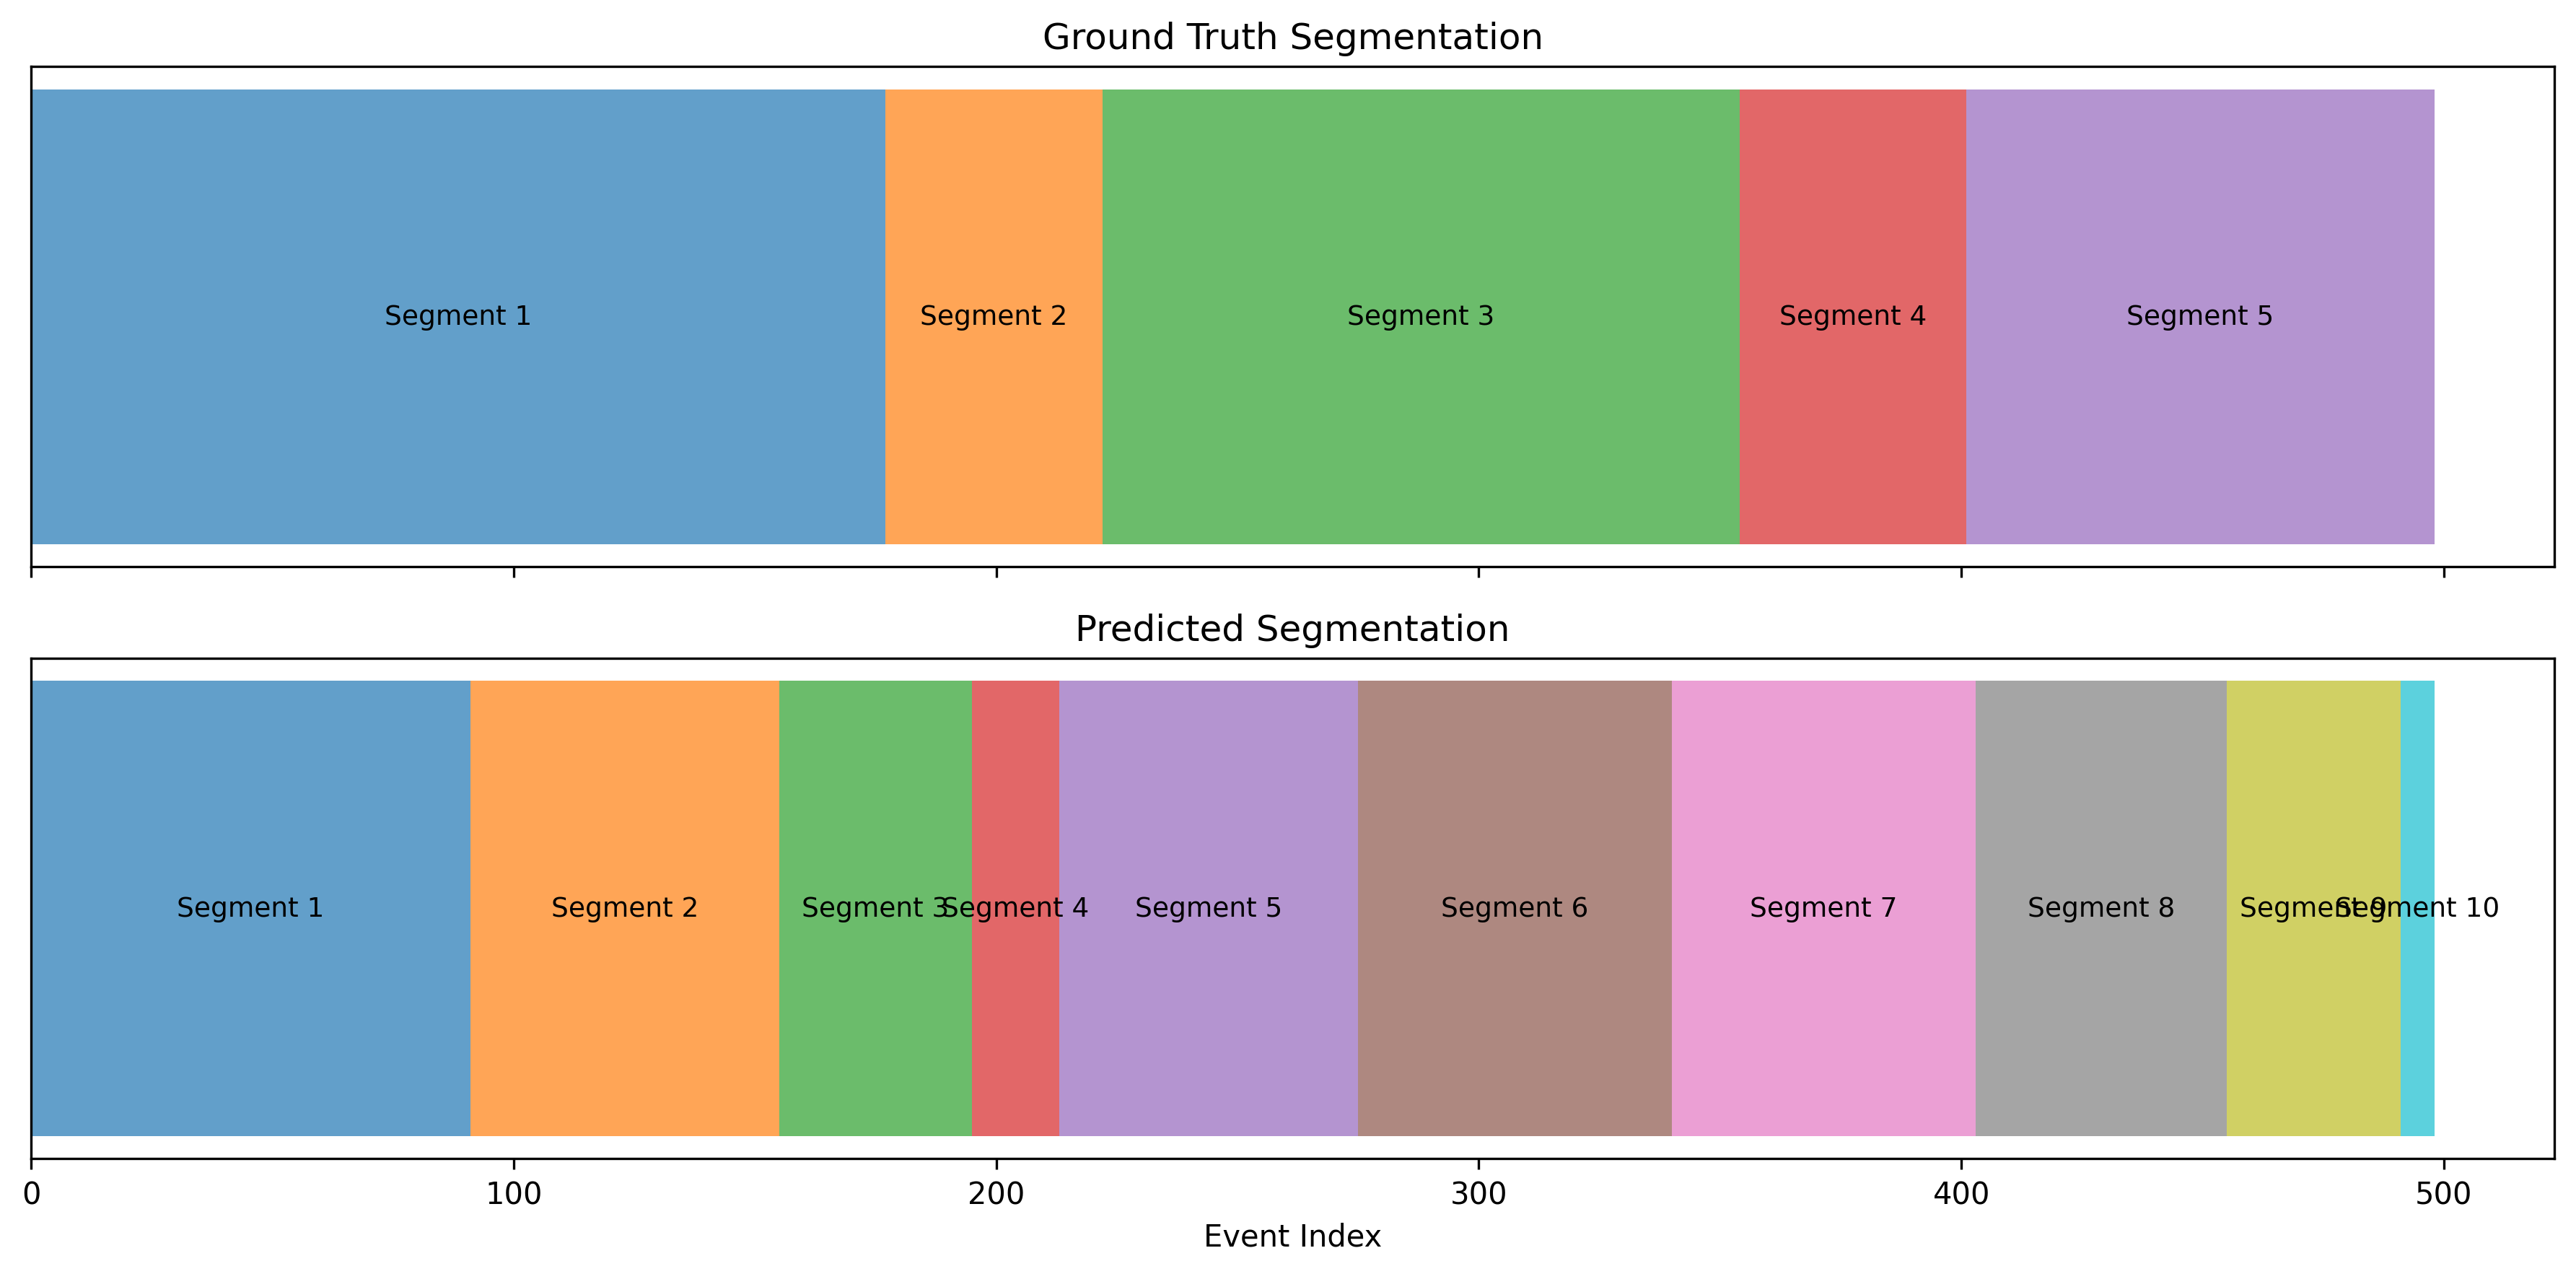 Ground Truth Segmentation
Segment 1 Segment 2 Segment 3 Segment 4 Segment 5
Predicted Segmentation
Segment 1 Segment 2 Segment 3 Segment 4 Segment 5 Segment 6 Segment 7 Segment 8 Segment 9 Segment 10
0 100 200 300 400 500
Event Index